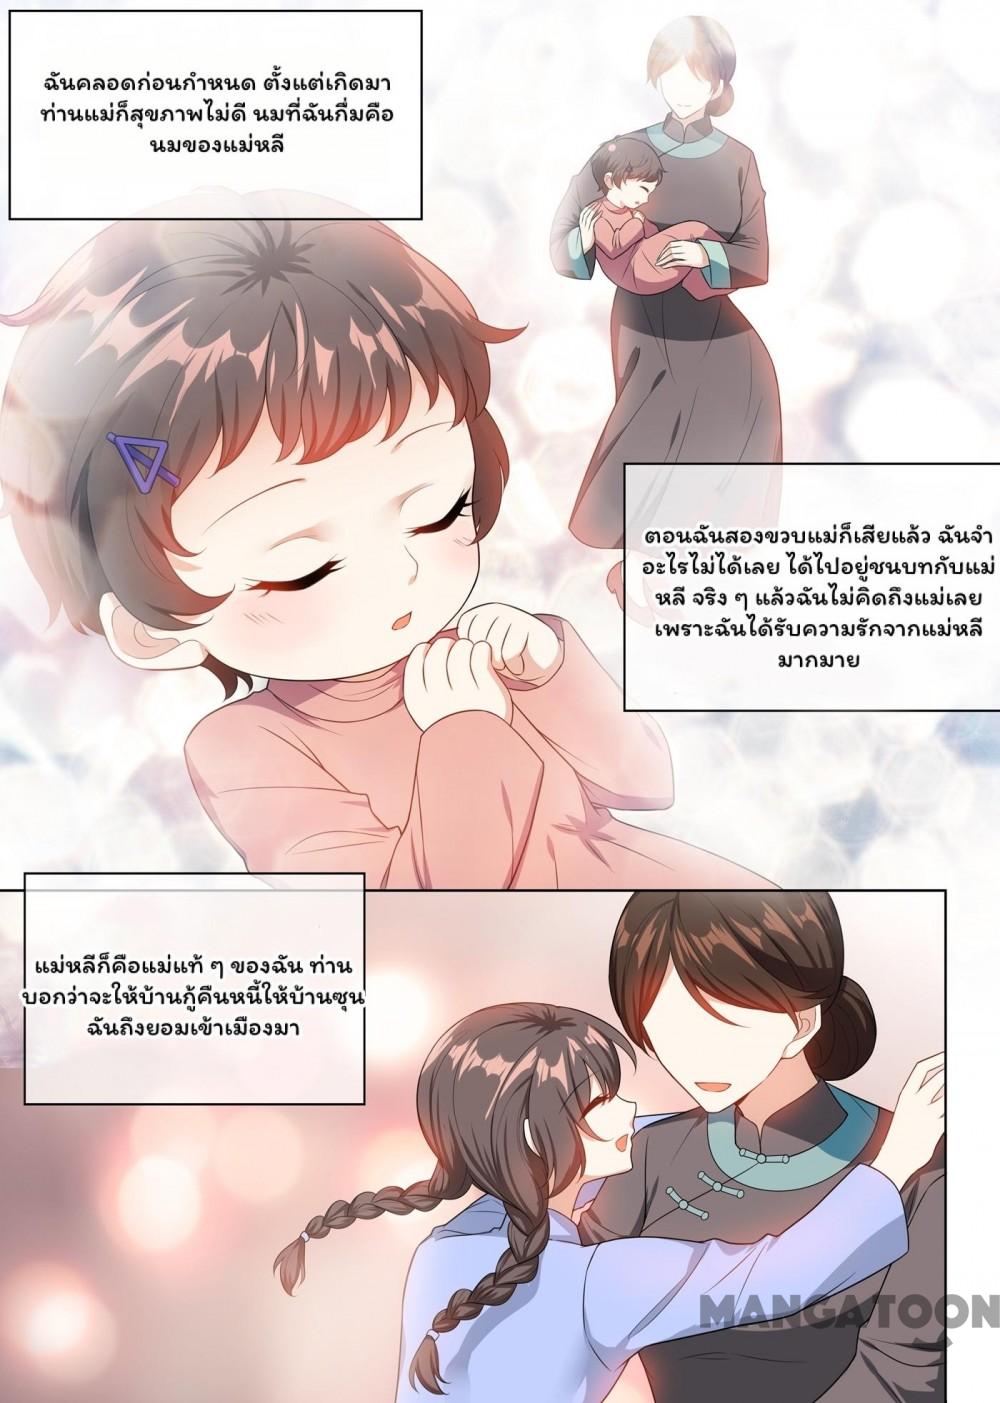 ฉันคลอดก่อนกำหนด ตั้งแต่เกิดมา
ท่านแม่ก็สุขภาพไม่ดี นมที่ฉันกื่มคือ
นมของแม่หลี
ตอนฉันสองขวบแม่ก็เสียแล้ว ฉันจำ
อะไรไม่ได้เลย ได้ไปอยู่ชนบทกับแม่
หลี จริง ๆ แล้วฉันไม่คิดถึงแม่เลย
เพราะฉันได้รับความรักจากแม่หลี
มากมาย
แม่หลีก็คือแม่แท้ ๆ ของฉัน ท่าน
บอกว่าจะให้บ้านกู้คืนหนี้ให้บ้านซุน
ฉันถึงยอมเข้าเมืองมา
MANGATOON